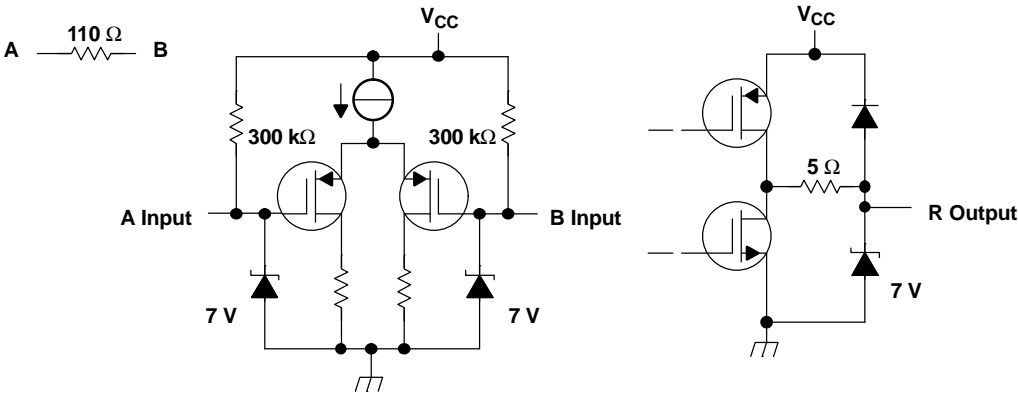 110 Ω
A
B
VCC
300 kΩ
300 kΩ
A Input
B Input
7 V
7 V
VCC
5 Ω
R Output
7 V